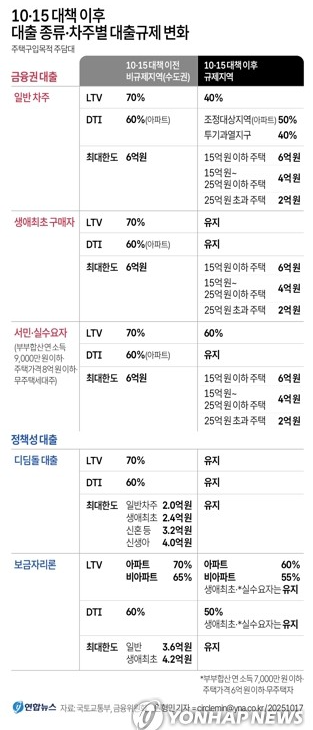 10·15 대책 이후
대출 종류·차주별 대출규제 변화
주택구입목적 주담대
10·15 대책 이전
비규제지역(수도권)
10·15 대책 이후
규제지역
금융권 대출
일반 차주 LTV 70% 40%
DTI 60%(아파트) 조정대상지역(아파트) 50%
투기과열지구 40%
최대한도 6억원 15억원 이하 주택 6억원
15억원~
25억원 이하 주택 4억원
25억원 초과 주택 2억원
생애최초 구매자 LTV 70% 유지
DTI 60%(아파트) 유지
최대한도 6억원 15억원 이하 주택 6억원
15억원~
25억원 이하 주택 4억원
25억원 초과 주택 2억원
서민·실수요자 LTV 70% 60%
(부부합산 연 소득
9,000만 원 이하·
주택가격 8억 원 이하·
무주택세대주)
DTI 60%(아파트) 유지
최대한도 6억원 15억원 이하 주택 6억원
15억원~
25억원 이하 주택 4억원
25억원 초과 주택 2억원
정책성 대출
디딤돌 대출 LTV 70% 유지
DTI 60% 유지
최대한도 일반차주 2.0억원 유지
생애최초 2.4억원
신혼 등 3.2억원
신생아 4.0억원
보금자리론 LTV 아파트 70% 아파트 60%
비아파트 65% 비아파트 55%
생애최초·*실수요자는 유지
DTI 60% 50%
생애최초·*실수요자는 유지
최대한도 일반 3.6억원 유지
생애최초 4.2억원
*부부합산 연 소득 7,000만 원 이하·
주택가격 6억 원 이하·무주택자
연합뉴스 자료: 국토교통부, 금융위원회
기자 = circlemin@yna.co.kr/20251017
YONHAP NEWS